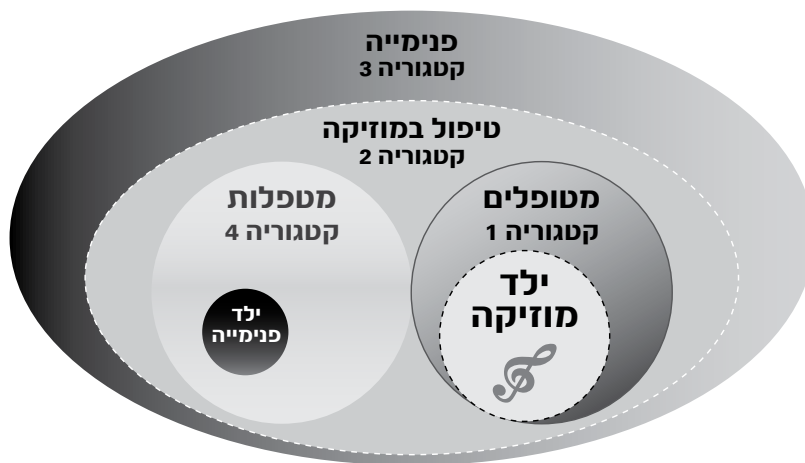 פנימייה
קטגוריה 3
טיפול במוזיקה
קטגוריה 2
מטופלים
קטגוריה 1
ילד
מוזיקה
מטפלות
קטגוריה 4
ילד
פנימייה